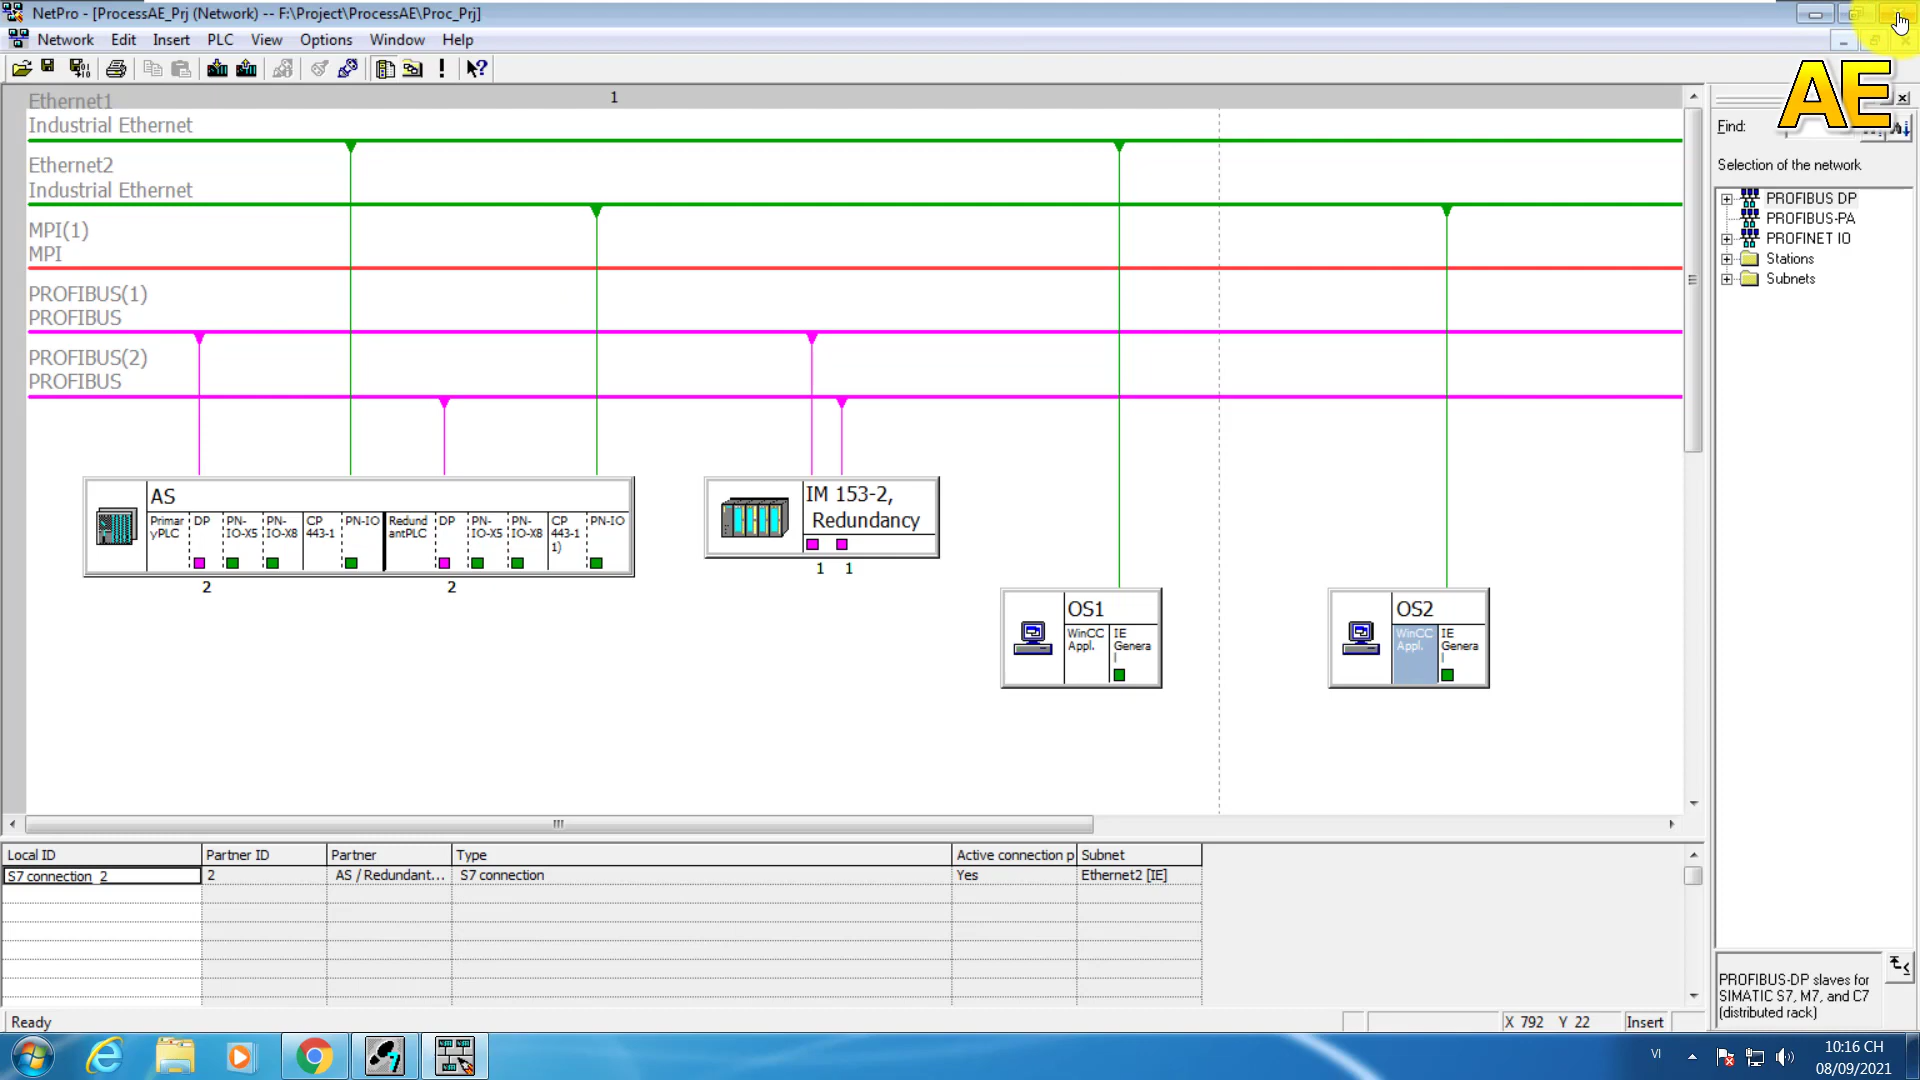 NetPro - [ProcessAE_Prj (Network) -- F:\Project\ProcessAE\Proc_Prj]
Network Edit Insert PLC View Options Window Help
AE
Ethernet1
1
Industrial Ethernet
Ethernet2
Industrial Ethernet
MPI(1)
MPI
PROFIBUS(1)
PROFIBUS
PROFIBUS(2)
PROFIBUS
AS
Primar
yPLC
DP
PN-
IO-X5
PN-
IO-X8
CP
443-1
PN-IO
Redund
antPLC
DP
PN-
IO-X5
PN-
IO-X8
CP
443-1
1)
PN-IO
2
2
IM 153-2,
Redundancy
1 1
OS1
WinCC
Appl.
IE
Genera
l
OS2
WinCC
Appl.
IE
Genera
l
Find:
Selection of the network
PROFIBUS DP
PROFIBUS-PA
PROFINET IO
Stations
Subnets
PROFIBUS-DP slaves for
SIMATIC S7, M7, and C7
(distributed rack)
Local ID Partner ID Partner Type Active connection p Subnet
S7 connection_2 2 AS / Redundant... S7 connection Yes Ethernet2 [IE]
Ready
X 792 Y 22 Insert
VI
10:16 CH
08/09/2021